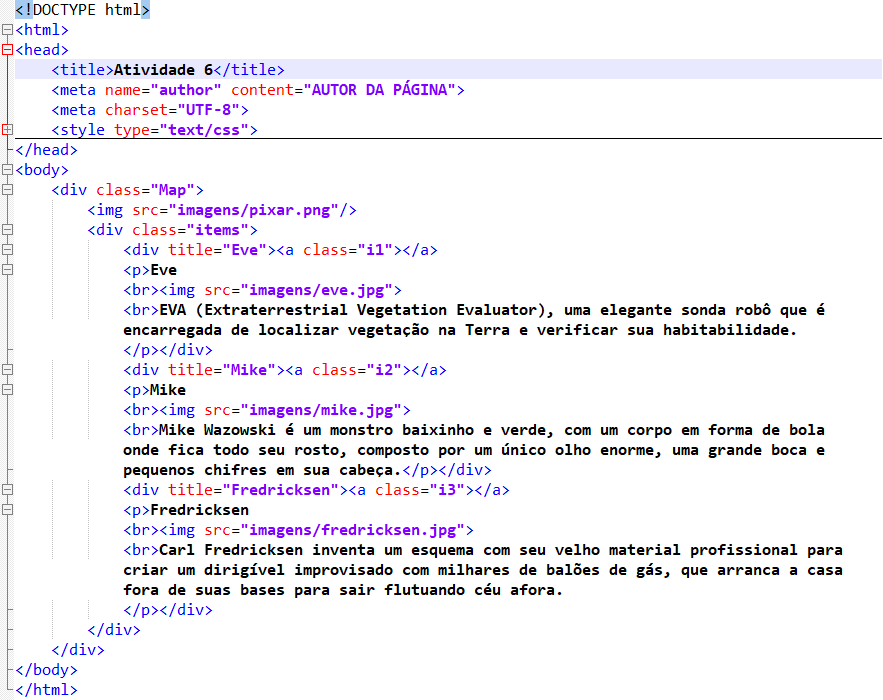 <!DOCTYPE html>
<html>
<head>
    <title>Atividade 6</title>
    <meta name="author" content="AUTOR DA PÁGINA">
    <meta charset="UTF-8">
    <style type="text/css">
</head>
<body>
    <div class="Map">
        <img src="imagens/pixar.png"/>
        <div class="items">
            <div title="Eve"><a class="i1"></a>
            <p>Eve
            <br><img src="imagens/eve.jpg">
            <br>EVA (Extraterrestrial Vegetation Evaluator), uma elegante sonda robô que é
            encarregada de localizar vegetação na Terra e verificar sua habitabilidade.
            </p></div>
            <div title="Mike"><a class="i2"></a>
            <p>Mike
            <br><img src="imagens/mike.jpg">
            <br>Mike Wazowski é um monstro baixinho e verde, com um corpo em forma de bola
            onde fica todo seu rosto, composto por um único olho enorme, uma grande boca e
            pequenos chifres em sua cabeça.</p></div>
            <div title="Fredricksen"><a class="i3"></a>
            <p>Fredricksen
            <br><img src="imagens/fredricksen.jpg">
            <br>Carl Fredricksen inventa um esquema com seu velho material profissional para
            criar um dirigível improvisado com milhares de balões de gás, que arranca a casa
            fora de suas bases para sair flutuando céu afora.
            </p></div>
        </div>
    </div>
</body>
</html>